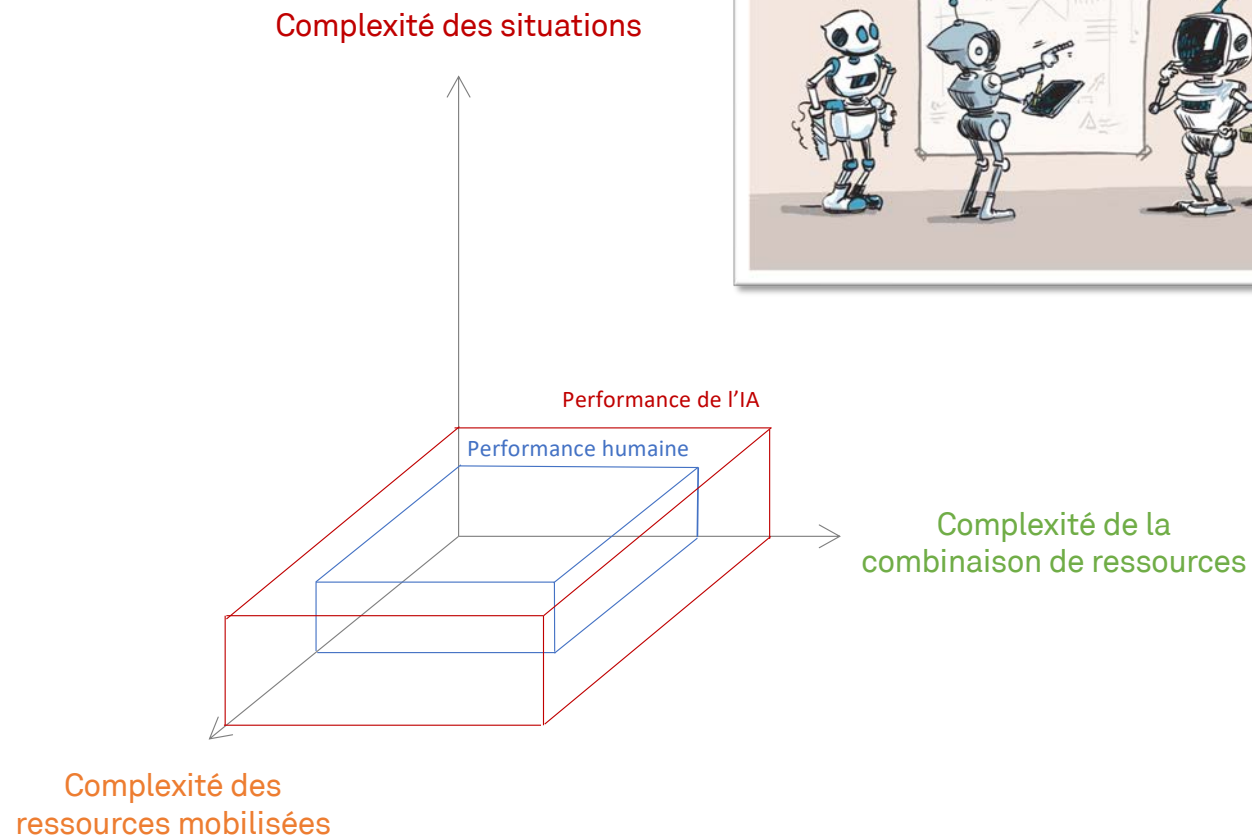 Complexité des situations
Performance de l’IA
Performance humaine
Complexité de la
combinaison de ressources
Complexité des
ressources mobilisées